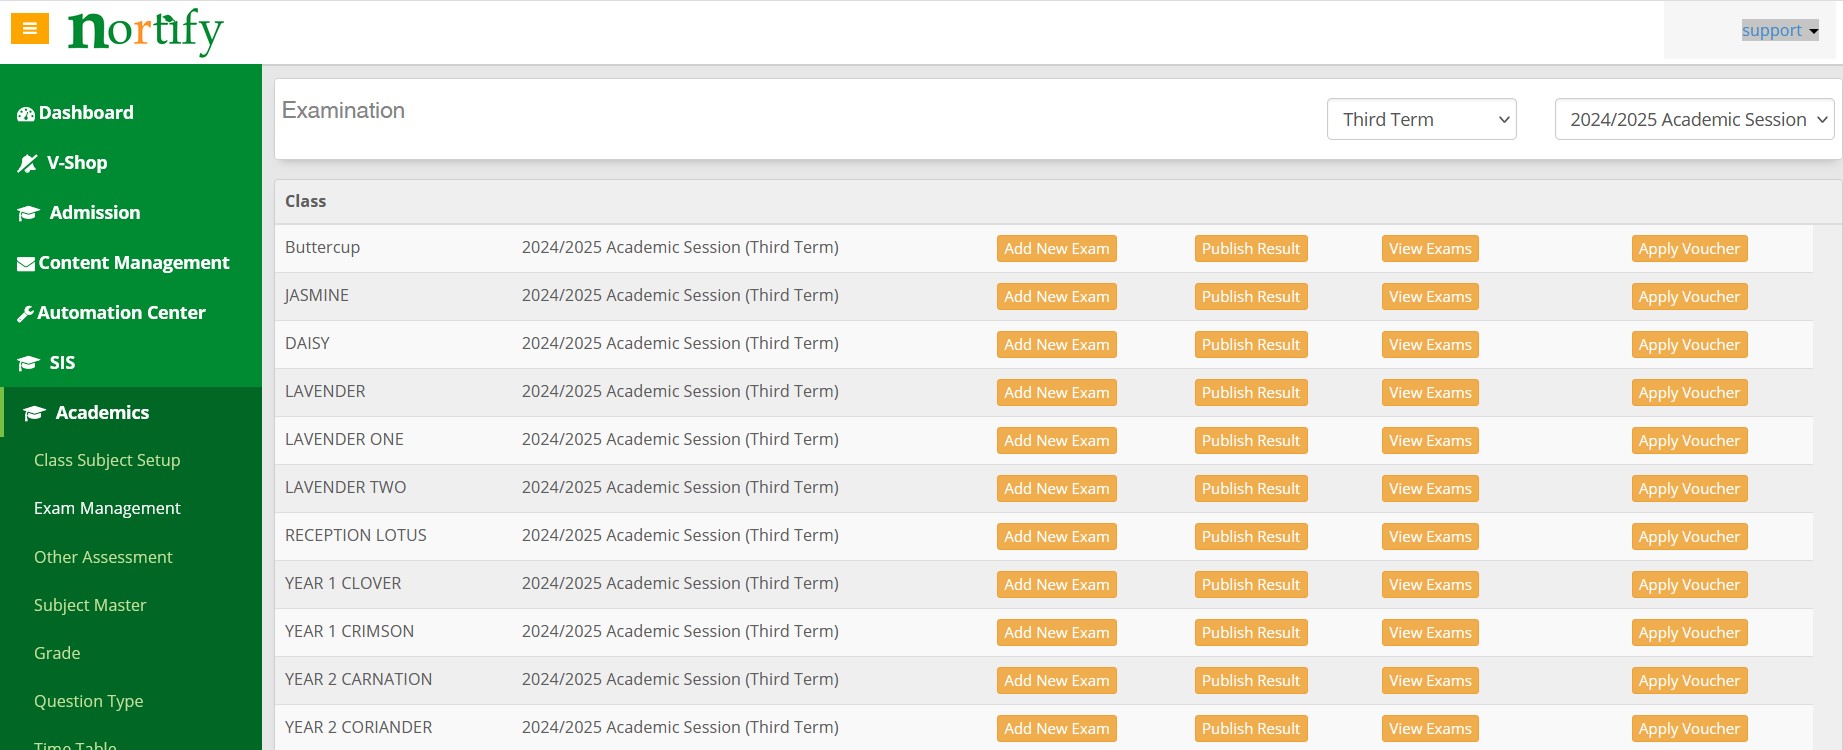 nortify
support
Dashboard
V-Shop
Admission
Content Management
Automation Center
SIS
Academics
Class Subject Setup
Exam Management
Other Assessment
Subject Master
Grade
Question Type
Time Table
Examination
Third Term
2024/2025 Academic Session
Class
Buttercup 2024/2025 Academic Session (Third Term) Add New Exam Publish Result View Exams Apply Voucher
JASMINE 2024/2025 Academic Session (Third Term) Add New Exam Publish Result View Exams Apply Voucher
DAISY 2024/2025 Academic Session (Third Term) Add New Exam Publish Result View Exams Apply Voucher
LAVENDER 2024/2025 Academic Session (Third Term) Add New Exam Publish Result View Exams Apply Voucher
LAVENDER ONE 2024/2025 Academic Session (Third Term) Add New Exam Publish Result View Exams Apply Voucher
LAVENDER TWO 2024/2025 Academic Session (Third Term) Add New Exam Publish Result View Exams Apply Voucher
RECEPTION LOTUS 2024/2025 Academic Session (Third Term) Add New Exam Publish Result View Exams Apply Voucher
YEAR 1 CLOVER 2024/2025 Academic Session (Third Term) Add New Exam Publish Result View Exams Apply Voucher
YEAR 1 CRIMSON 2024/2025 Academic Session (Third Term) Add New Exam Publish Result View Exams Apply Voucher
YEAR 2 CARNATION 2024/2025 Academic Session (Third Term) Add New Exam Publish Result View Exams Apply Voucher
YEAR 2 CORIANDER 2024/2025 Academic Session (Third Term) Add New Exam Publish Result View Exams Apply Voucher